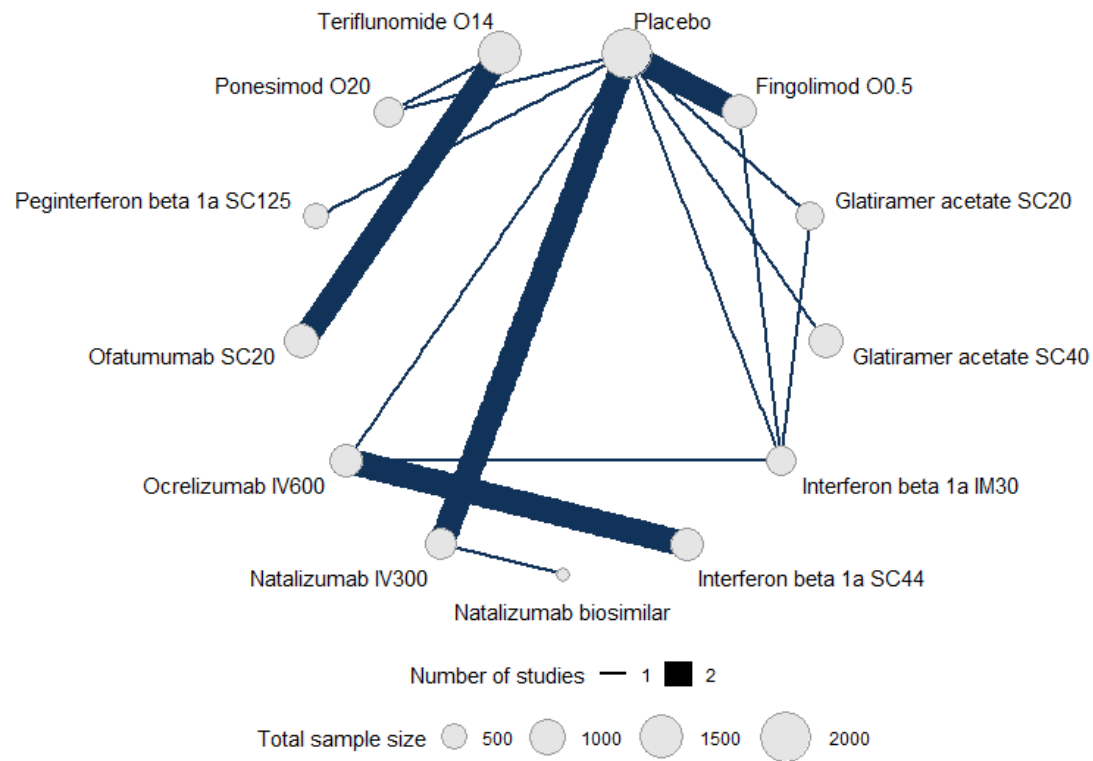 Teriflunomide O14
Placebo
Ponesimod O20
Fingolimod O0.5
Peginterferon beta 1a SC125
Glatiramer acetate SC20
Ofatumumab SC20
Glatiramer acetate SC40
Ocrelizumab IV600
Interferon beta 1a IM30
Natalizumab IV300
Interferon beta 1a SC44
Natalizumab biosimilar
Number of studies 1 2
Total sample size 500 1000 1500 2000